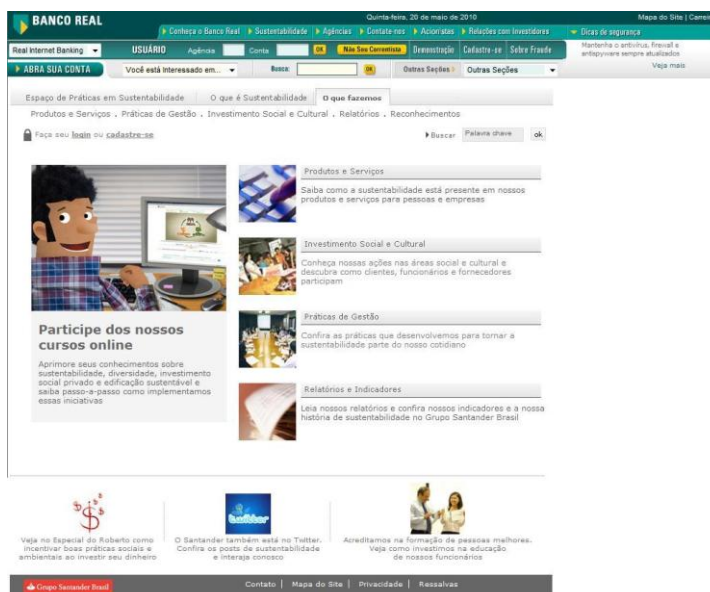 BANCO REAL
Quinta-feira, 20 de maio de 2010
Mapa do Site |
Conheça o Banco Real
Sustentabilidade
Agências
Contate-nos
Acionistas
Relações com Investidores
Dicas de segurança
Real Internet Banking
USUÁRIO
Agência
Conta
OK
Não Sou Correntista
Demonstração
Cadastre-se
Sobre Fraude
Mantenha o antivírus, firewall e
antispyware sempre atualizados
Veja mais
ABRA SUA CONTA
Você está interessado em...
Busca:
OK
Outras Seções
Outras Seções
Espaço de Práticas em Sustentabilidade
O que é Sustentabilidade
O que fazemos
Produtos e Serviços . Práticas de Gestão . Investimento Social e Cultural . Relatórios . Reconhecimentos
Faça seu login ou cadastre-se
Buscar
Palavra chave
ok
Participe dos nossos
cursos online
Aprimore seus conhecimentos sobre
sustentabilidade, diversidade, investimento
social privado e edificação sustentável e
saiba passo-a-passo como implementamos
essas iniciativas
Produtos e Serviços
Saiba como a sustentabilidade está presente em nossos
produtos e serviços para pessoas e empresas
Investimento Social e Cultural
Conheça nossas ações nas áreas social e cultural e
descubra como clientes, funcionários e fornecedores
participam
Práticas de Gestão
Confira as práticas que desenvolvemos para tornar a
sustentabilidade parte do nosso cotidiano
Relatórios e Indicadores
Leia nossos relatórios e confira nossos indicadores e a nossa
história de sustentabilidade no Grupo Santander Brasil
Veja no Especial do Roberto como
incentivar boas práticas sociais e
ambientais ao investir seu dinheiro
twitter
O Santander também está no Twitter.
Confira os posts de sustentabilidade
e interaja conosco
Acreditamos na formação de pessoas melhores.
Veja como investimos na educação
de nossos funcionários
Grupo Santander Brasil
Contato | Mapa do Site | Privacidade | Ressalvas